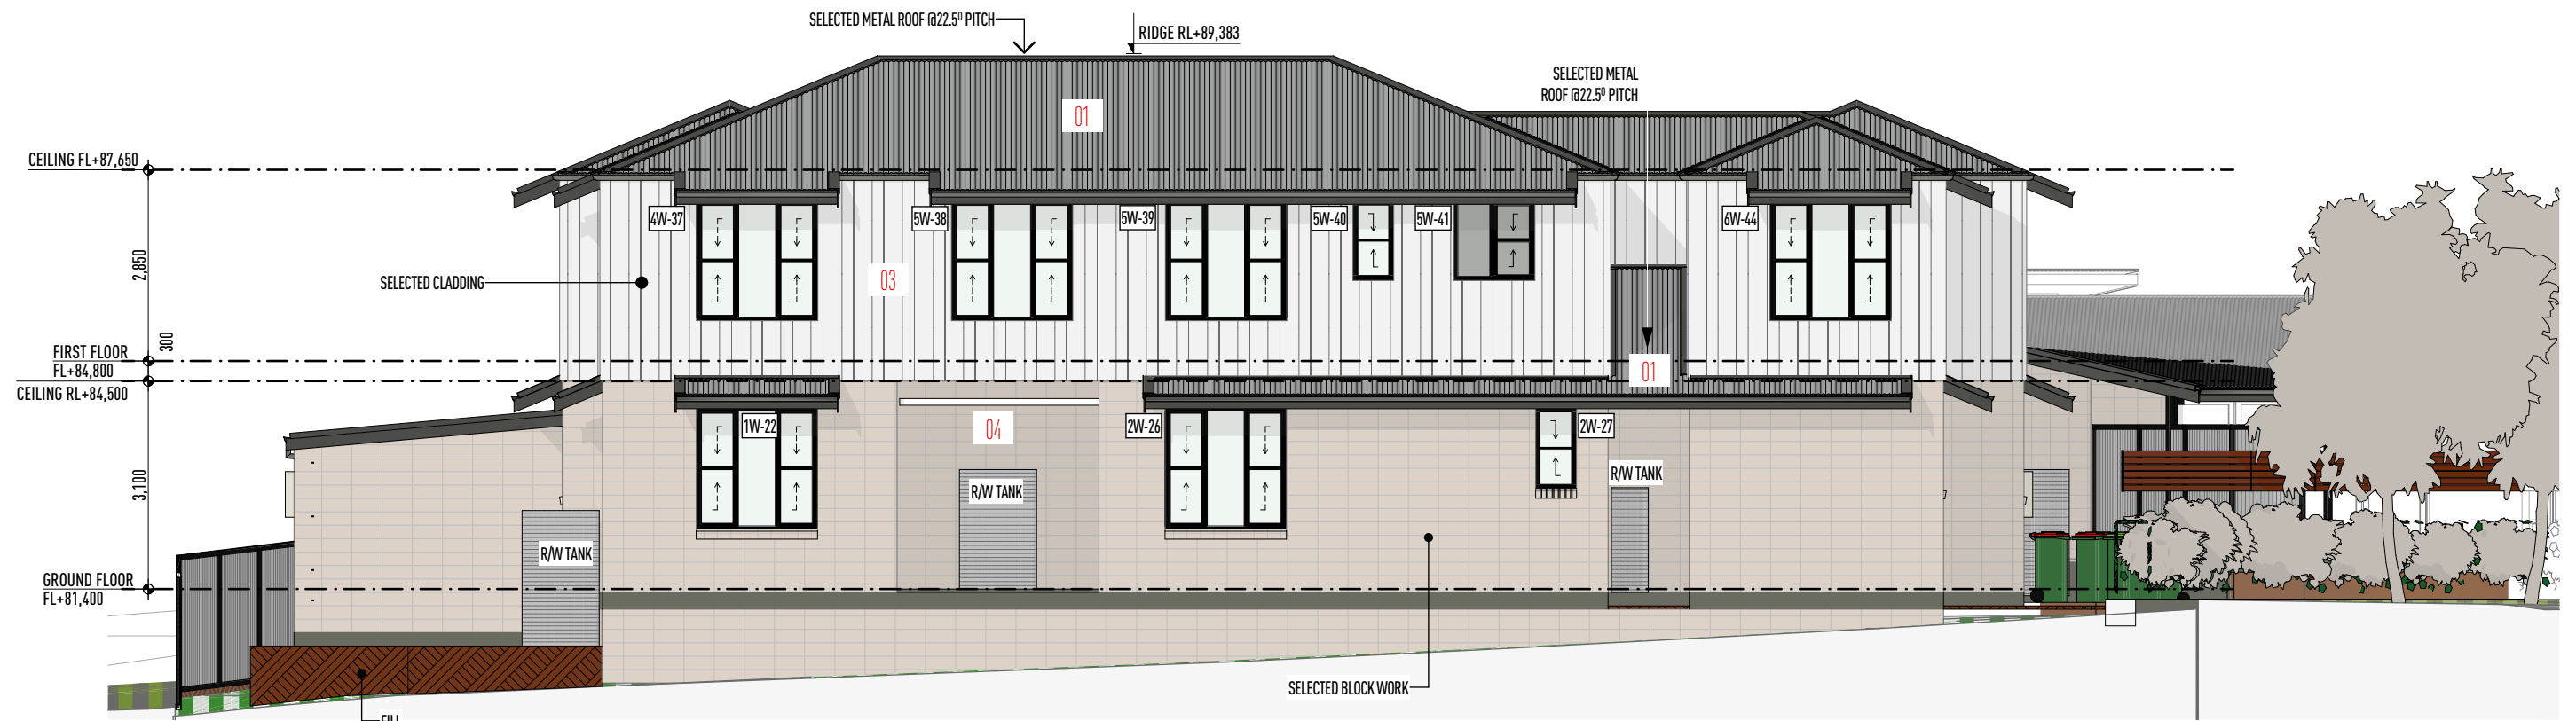 SELECTED METAL ROOF @22.5⁰ PITCH
RIDGE RL+89,383
SELECTED METAL
ROOF @22.5⁰ PITCH
01
CEILING FL+87,650
4W-37
5W-38
5W-39
5W-40
5W-41
6W-44
2,850
SELECTED CLADDING
03
300
FIRST FLOOR
FL+84,800
CEILING RL+84,500
01
1W-22
04
2W-26
2W-27
3,100
R/W TANK
R/W TANK
R/W TANK
GROUND FLOOR
FL+81,400
SELECTED BLOCK WORK
FILL